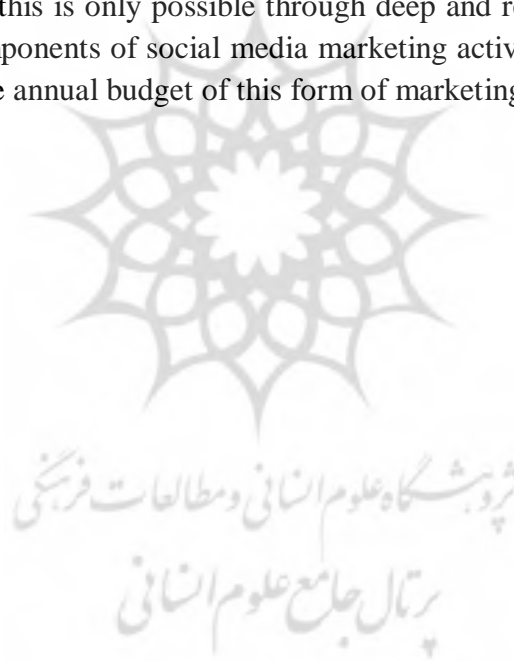 this is only possible through deep and r
ponents of social media marketing activ
e annual budget of this form of marketing
پژوهشگاه علوم انسانی و مطالعات فرهنگی
پرتال جامع علوم انسانی